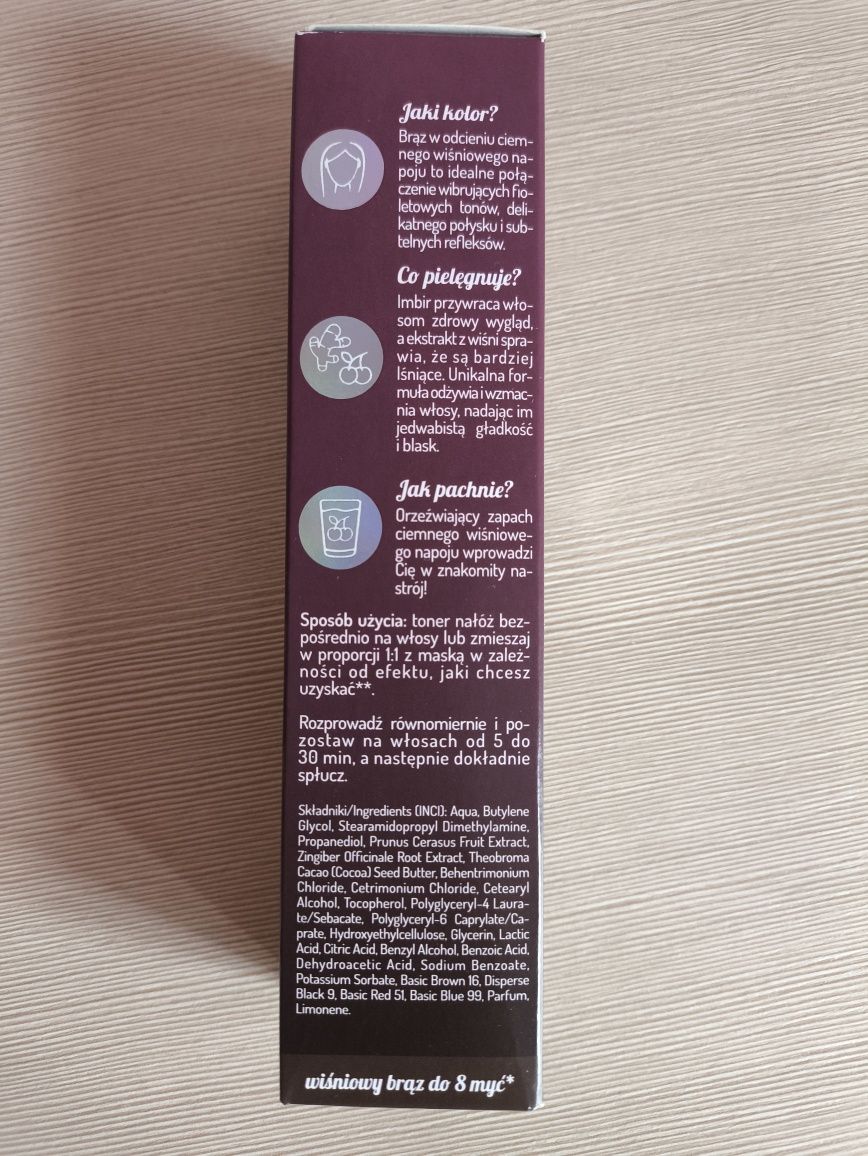 Jaki kolor?
Brąz w odcieniu ciem-
nego wiśniowego na-
poju to idealne połą-
czenie wibrujących fio-
letowych tonów, deli-
katnego połysku i sub-
telnych refleksów.
Co pielęgnuje?
Imbir przywraca wło-
som zdrowy wygląd,
a ekstrakt z wiśni spra-
wia, że są bardziej
lśniące. Unikalna for-
muła odżywia i wzmac-
nia włosy, nadając im
jedwabistą gładkość
i blask.
Jak pachnie?
Orzeźwiający zapach
ciemnego wiśniowe-
go napoju wprowadzi
Cię w znakomity na-
strój!
Sposób użycia: toner nałóż bez-
pośrednio na włosy lub zmieszaj
w proporcji 1:1 z maską w zależ-
ności od efektu, jaki chcesz
uzyskać**.
Rozprowadź równomiernie i po-
zostaw na włosach od 5 do
30 min, a następnie dokładnie
spłucz.
Składniki/Ingredients (INCI): Aqua, Butylene
Glycol, Stearamidopropyl Dimethylamine,
Propanediol, Prunus Cerasus Fruit Extract,
Zingiber Officinale Root Extract, Theobroma
Cacao (Cocoa) Seed Butter, Behentrimonium
Chloride, Cetrimonium Chloride, Cetearyl
Alcohol, Tocopherol, Polyglyceryl-4 Laura-
te/Sebacate, Polyglyceryl-6 Caprylate/Ca-
prate, Hydroxyethylcellulose, Glycerin, Lactic
Acid, Citric Acid, Benzyl Alcohol, Benzoic Acid,
Dehydroacetic Acid, Sodium Benzoate,
Potassium Sorbate, Basic Brown 16, Disperse
Black 9, Basic Red 51, Basic Blue 99, Parfum,
Limonene.
wiśniowy brąz do 8 myć*